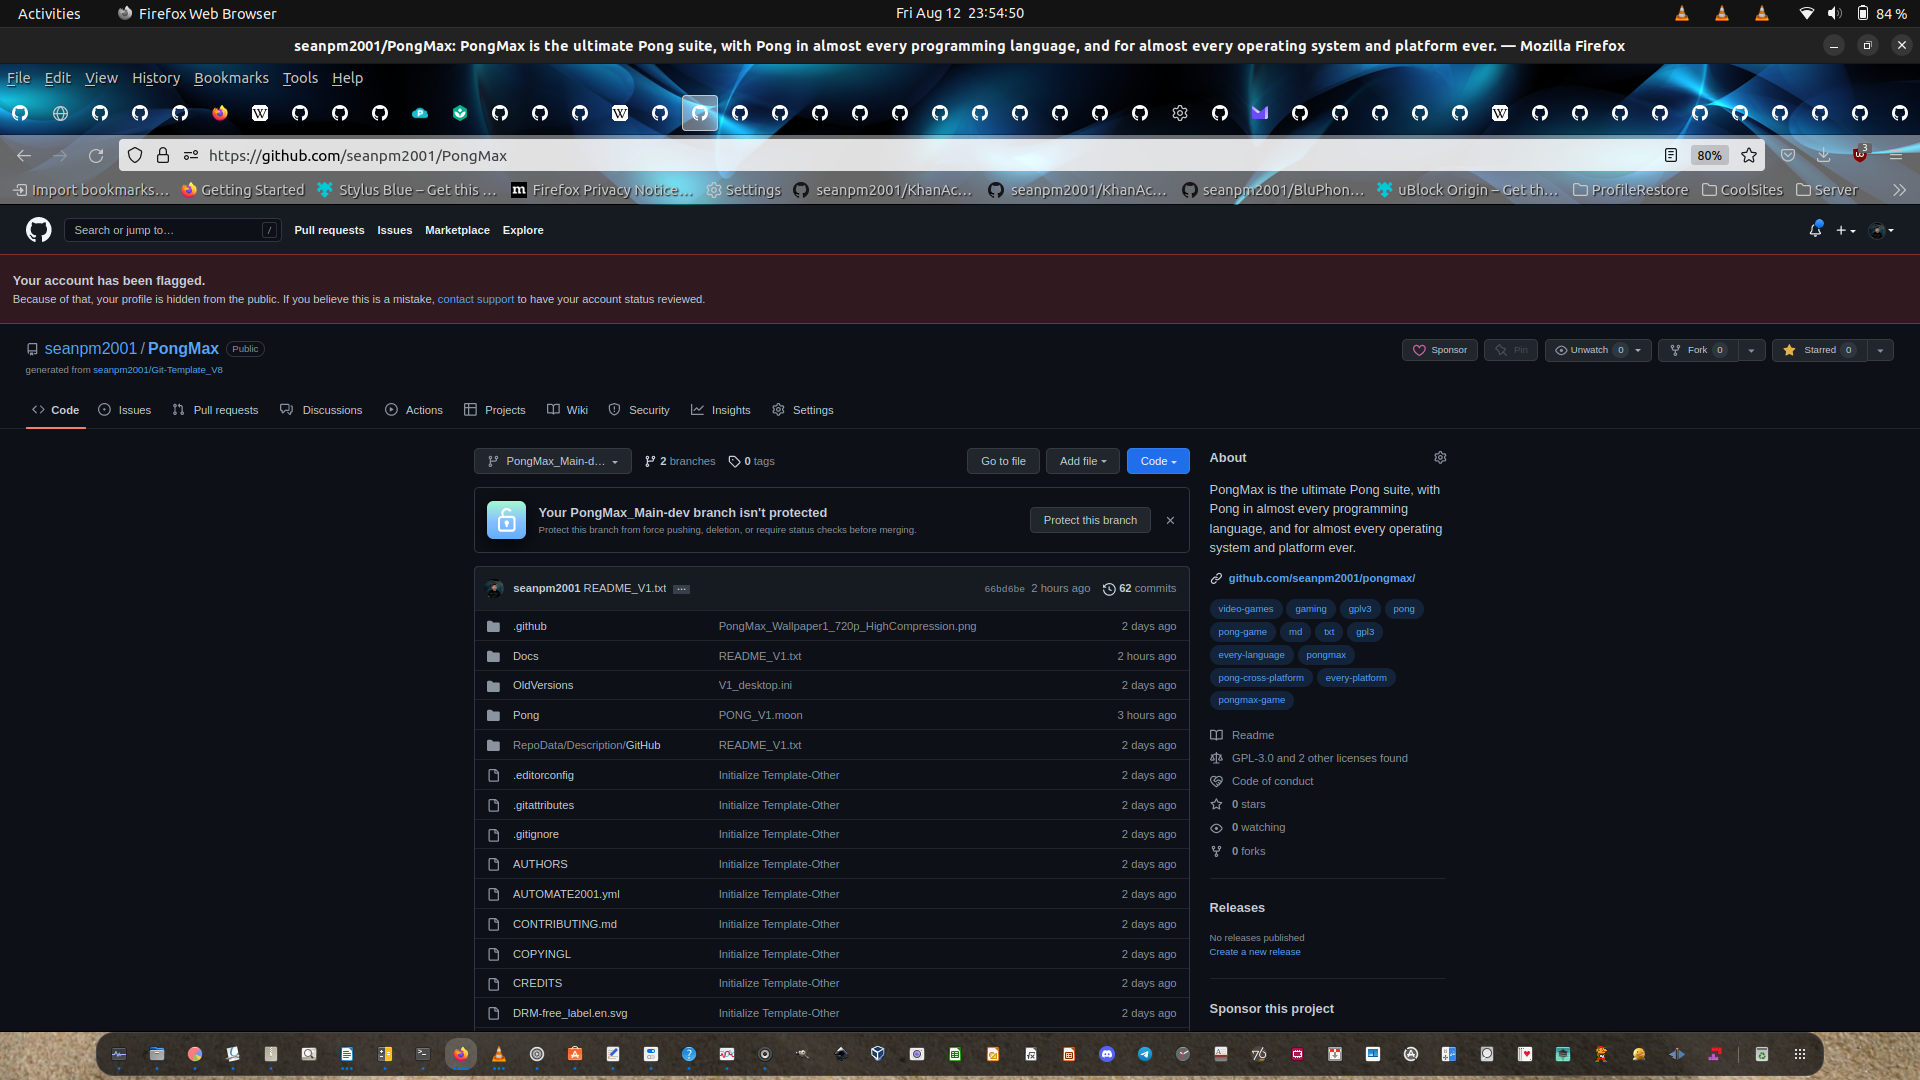 Activities Firefox Web Browser Fri Aug 12 23:54:50 84 %
seanpm2001/PongMax: PongMax is the ultimate Pong suite, with Pong in almost every programming language, and for almost every operating system and platform ever. — Mozilla Firefox
File Edit View History Bookmarks Tools Help
https://github.com/seanpm2001/PongMax 80% 3
Import bookmarks… Getting Started Stylus Blue – Get this … Firefox Privacy Notice… Settings seanpm2001/KhanAc… seanpm2001/KhanAc… seanpm2001/BluPhon… uBlock Origin – Get th… ProfileRestore CoolSites Server
Search or jump to… / Pull requests Issues Marketplace Explore
Your account has been flagged.
Because of that, your profile is hidden from the public. If you believe this is a mistake, contact support to have your account status reviewed.
seanpm2001 / PongMax Public Sponsor Pin Unwatch 0 Fork 0 Starred 0
generated from seanpm2001/Git-Template_V8
Code Issues Pull requests Discussions Actions Projects Wiki Security Insights Settings
PongMax_Main-d… 2 branches 0 tags Go to file Add file Code
Your PongMax_Main-dev branch isn't protected
Protect this branch from force pushing, deletion, or require status checks before merging.
Protect this branch
seanpm2001 README_V1.txt … 66bd6be 2 hours ago 62 commits
.github PongMax_Wallpaper1_720p_HighCompression.png 2 days ago
Docs README_V1.txt 2 hours ago
OldVersions V1_desktop.ini 2 days ago
Pong PONG_V1.moon 3 hours ago
RepoData/Description/GitHub README_V1.txt 2 days ago
.editorconfig Initialize Template-Other 2 days ago
.gitattributes Initialize Template-Other 2 days ago
.gitignore Initialize Template-Other 2 days ago
AUTHORS Initialize Template-Other 2 days ago
AUTOMATE2001.yml Initialize Template-Other 2 days ago
CONTRIBUTING.md Initialize Template-Other 2 days ago
COPYINGL Initialize Template-Other 2 days ago
CREDITS Initialize Template-Other 2 days ago
DRM-free_label.en.svg Initialize Template-Other 2 days ago
About
PongMax is the ultimate Pong suite, with
Pong in almost every programming
language, and for almost every operating
system and platform ever.
github.com/seanpm2001/pongmax/
video-games gaming gplv3 pong
pong-game md txt gpl3
every-language pongmax
pong-cross-platform every-platform
pongmax-game
Readme
GPL-3.0 and 2 other licenses found
Code of conduct
0 stars
0 watching
0 forks
Releases
No releases published
Create a new release
Sponsor this project